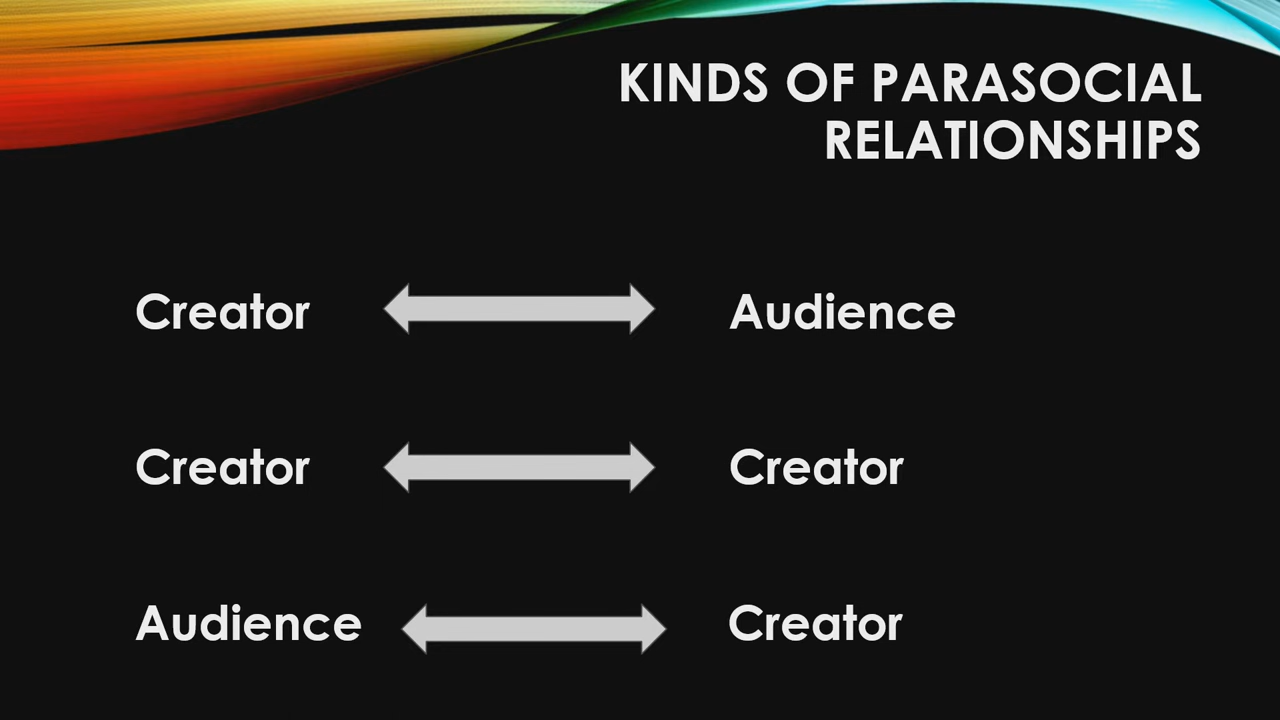 KINDS OF PARASOCIAL
RELATIONSHIPS
Creator Audience
Creator Creator
Audience Creator